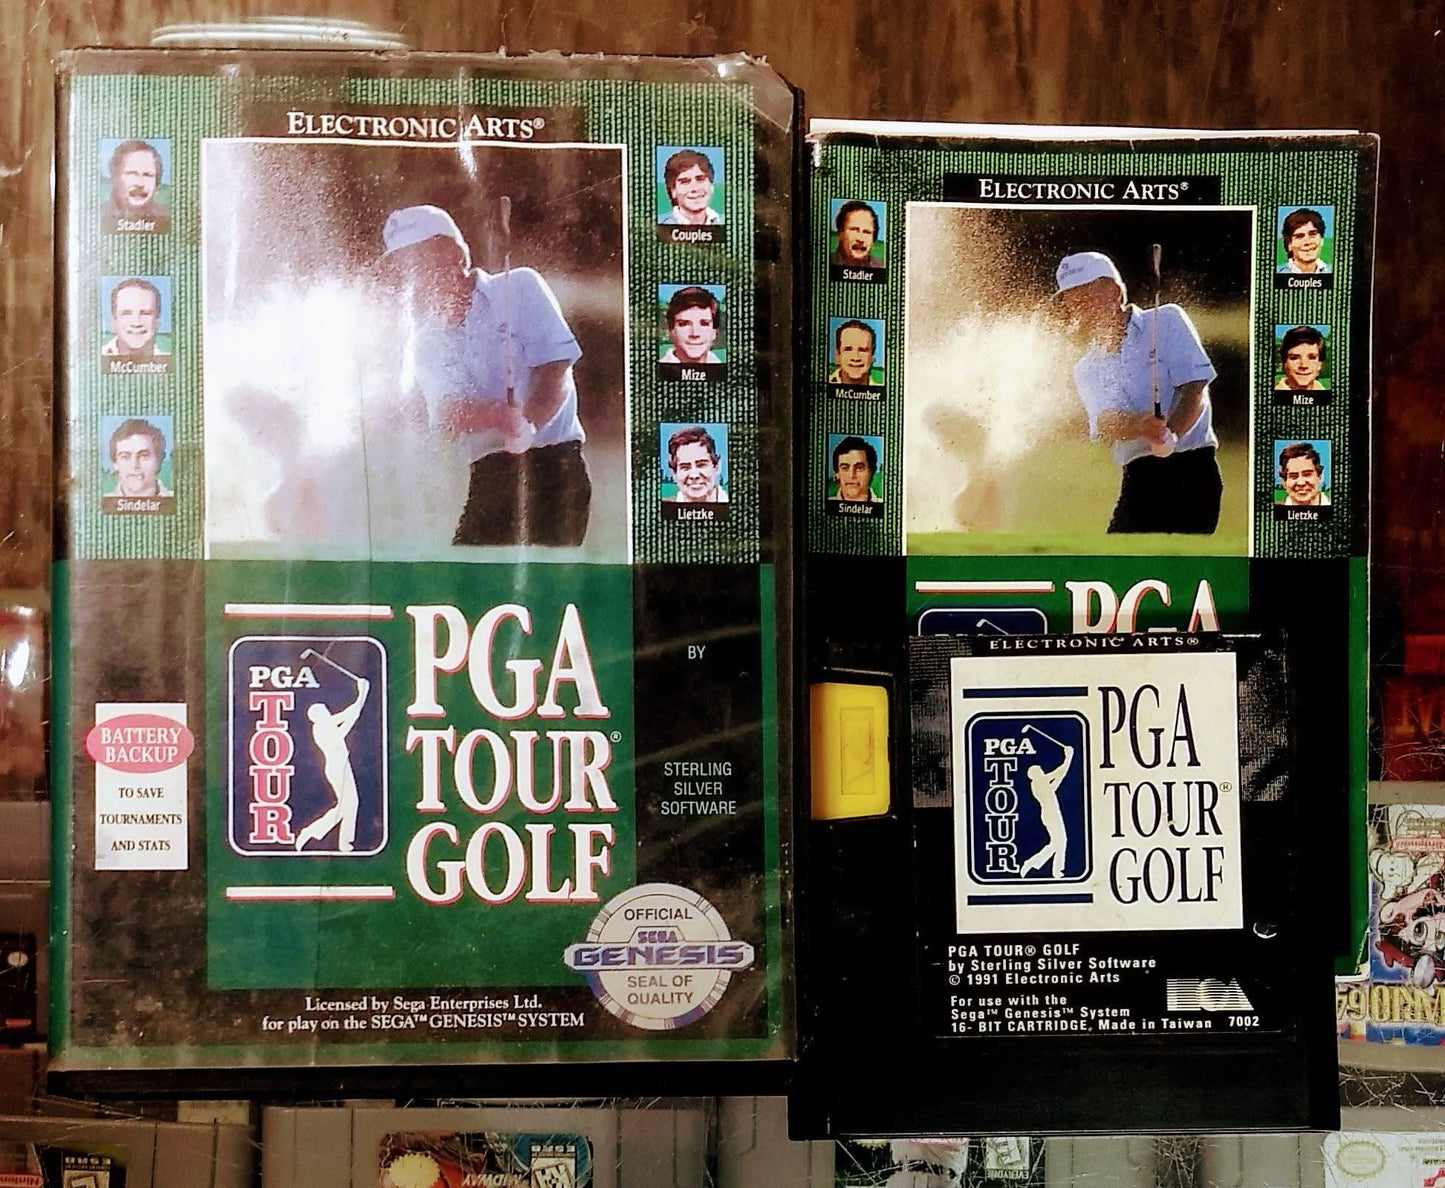 ELECTRONIC ARTS®
Stadler
McCumber
Sindelar
Couples
Mize
Lietzke
PGA
TOUR
PGA
TOUR®
GOLF
BY
STERLING
SILVER
SOFTWARE
BATTERY
BACKUP
TO SAVE
TOURNAMENTS
AND STATS
OFFICIAL
SEGA
GENESIS
SEAL OF
QUALITY
Licensed by Sega Enterprises Ltd.
for play on the SEGA™ GENESIS™ SYSTEM
ELECTRONIC ARTS®
Stadler
McCumber
Sindelar
Couples
Mize
Lietzke
PGA
ELECTRONIC ARTS®
PGA
TOUR
PGA
TOUR®
GOLF
PGA TOUR® GOLF
by Sterling Silver Software
© 1991 Electronic Arts
For use with the
Sega™ Genesis™ System
16- BIT CARTRIDGE, Made in Taiwan 7002
EA
MIDWAY